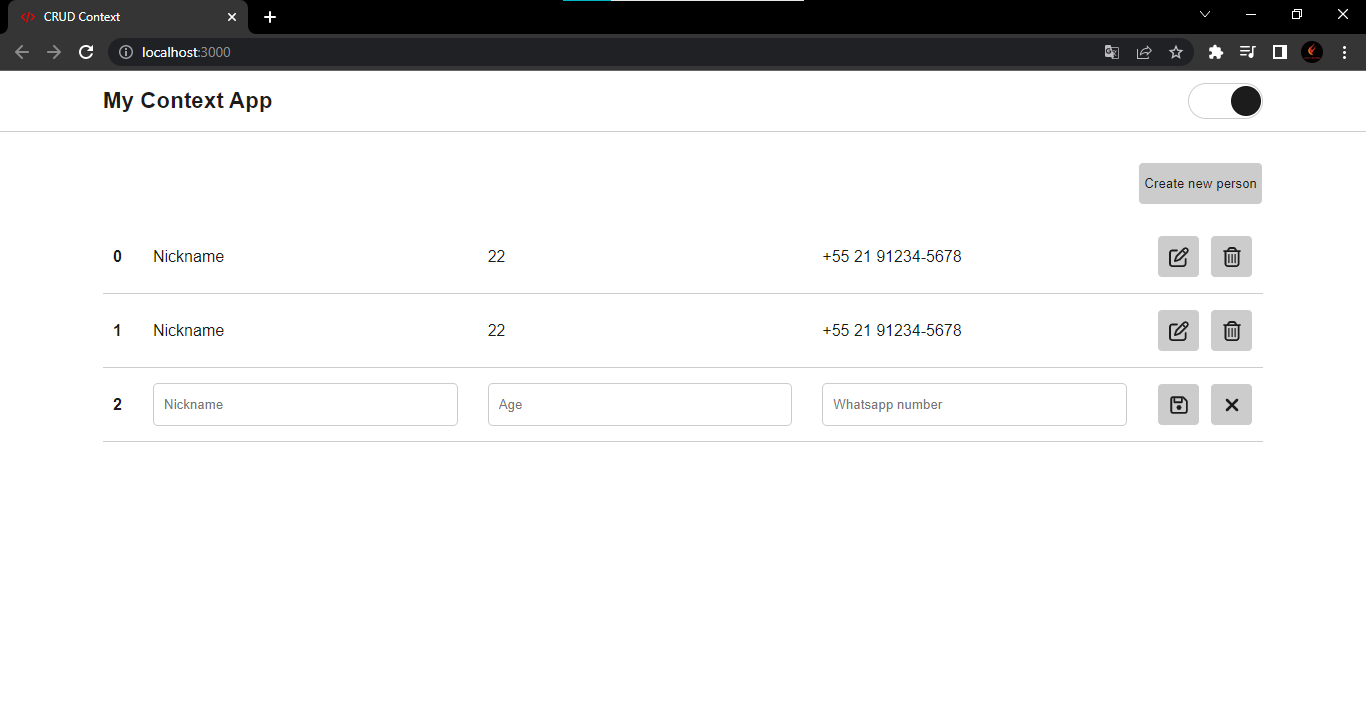 CRUD Context
localhost:3000
My Context App
Create new person
0 Nickname 22 +55 21 91234-5678
1 Nickname 22 +55 21 91234-5678
2 Nickname Age Whatsapp number